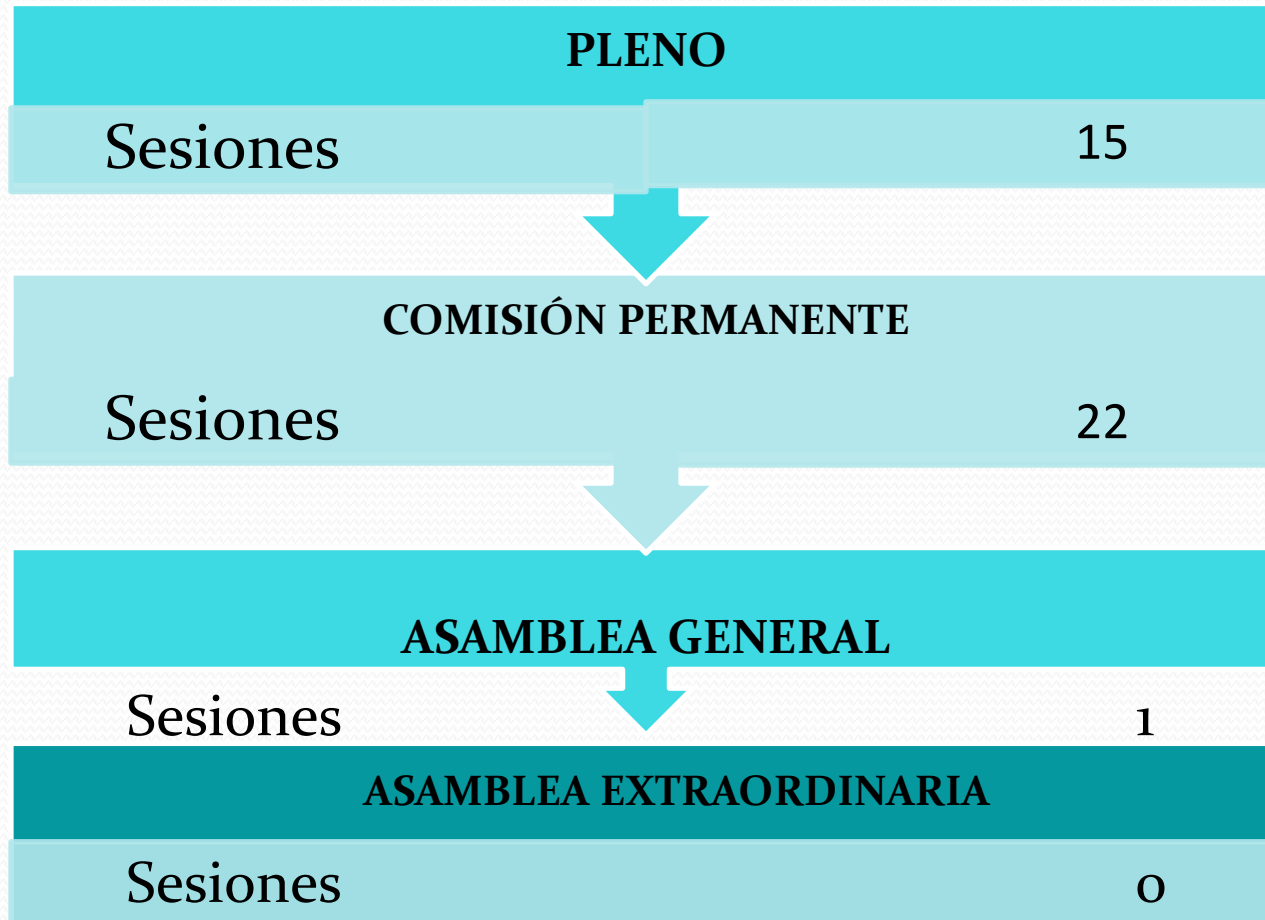 PLENO
Sesiones 15
COMISIÓN PERMANENTE
Sesiones 22
ASAMBLEA GENERAL
Sesiones 1
ASAMBLEA EXTRAORDINARIA
Sesiones 0